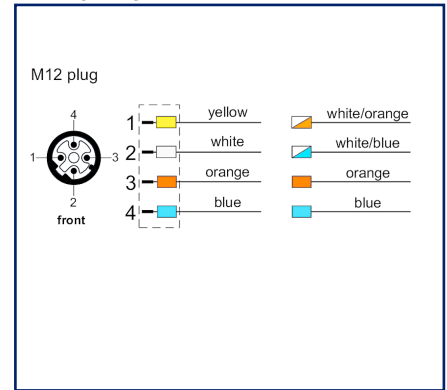 M12 plug
4
1
3
2
front
1 yellow white/orange
2 white white/blue
3 orange orange
4 blue blue